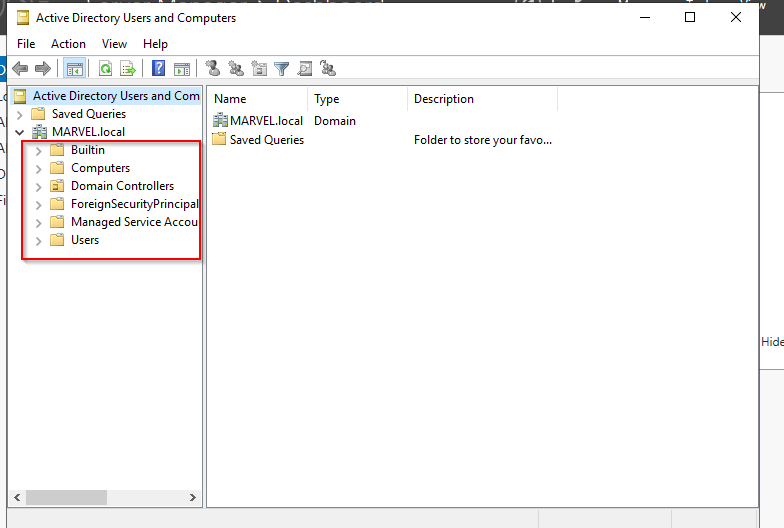 Active Directory Users and Computers
File Action View Help
Active Directory Users and Com
Saved Queries
MARVEL.local
Builtin
Computers
Domain Controllers
ForeignSecurityPrincipal
Managed Service Accou
Users
Name Type Description
MARVEL.local Domain
Saved Queries Folder to store your favo...
Hide